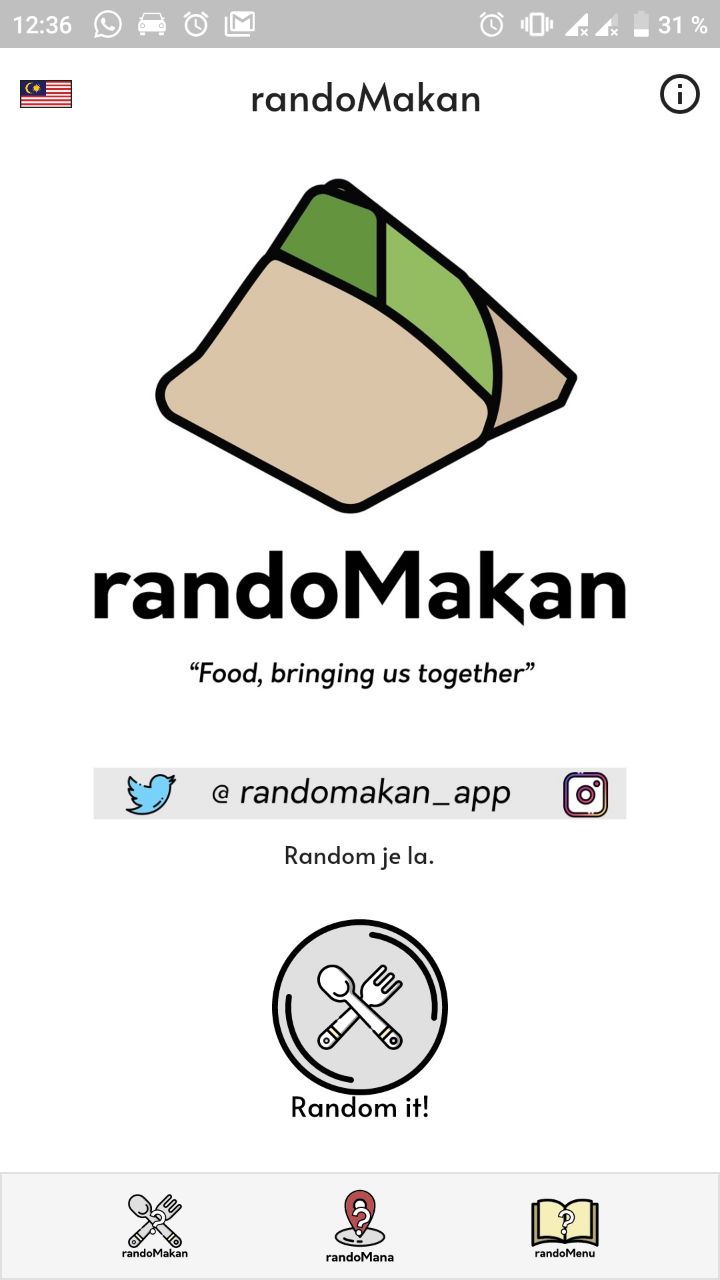 12:36 31 %
randoMakan
randoMakan
“Food, bringing us together”
@ randomakan_app
Random je la.
Random it!
randoMakan randoMana randoMenu